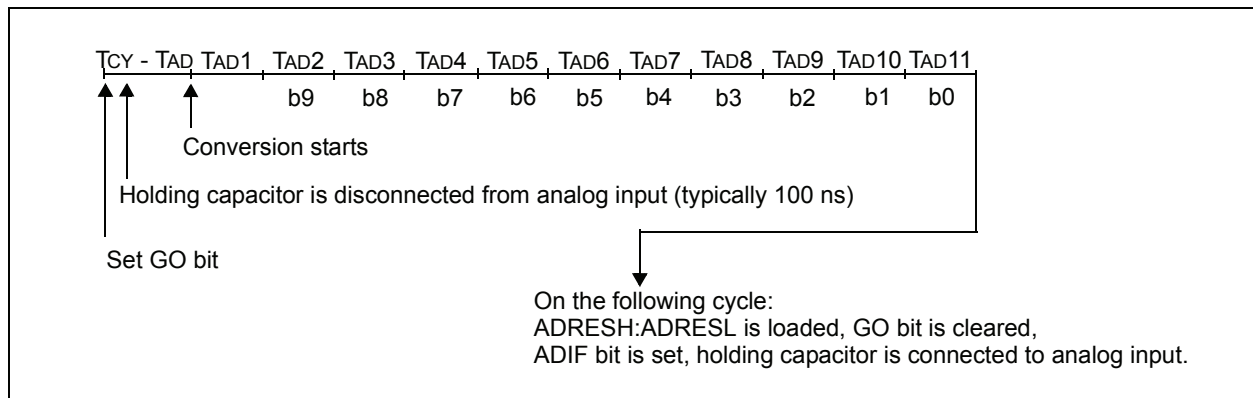 TCY - TAD TAD1 TAD2 TAD3 TAD4 TAD5 TAD6 TAD7 TAD8 TAD9 TAD10 TAD11
b9 b8 b7 b6 b5 b4 b3 b2 b1 b0
Conversion starts
Holding capacitor is disconnected from analog input (typically 100 ns)
Set GO bit
On the following cycle:
ADRESH:ADRESL is loaded, GO bit is cleared,
ADIF bit is set, holding capacitor is connected to analog input.